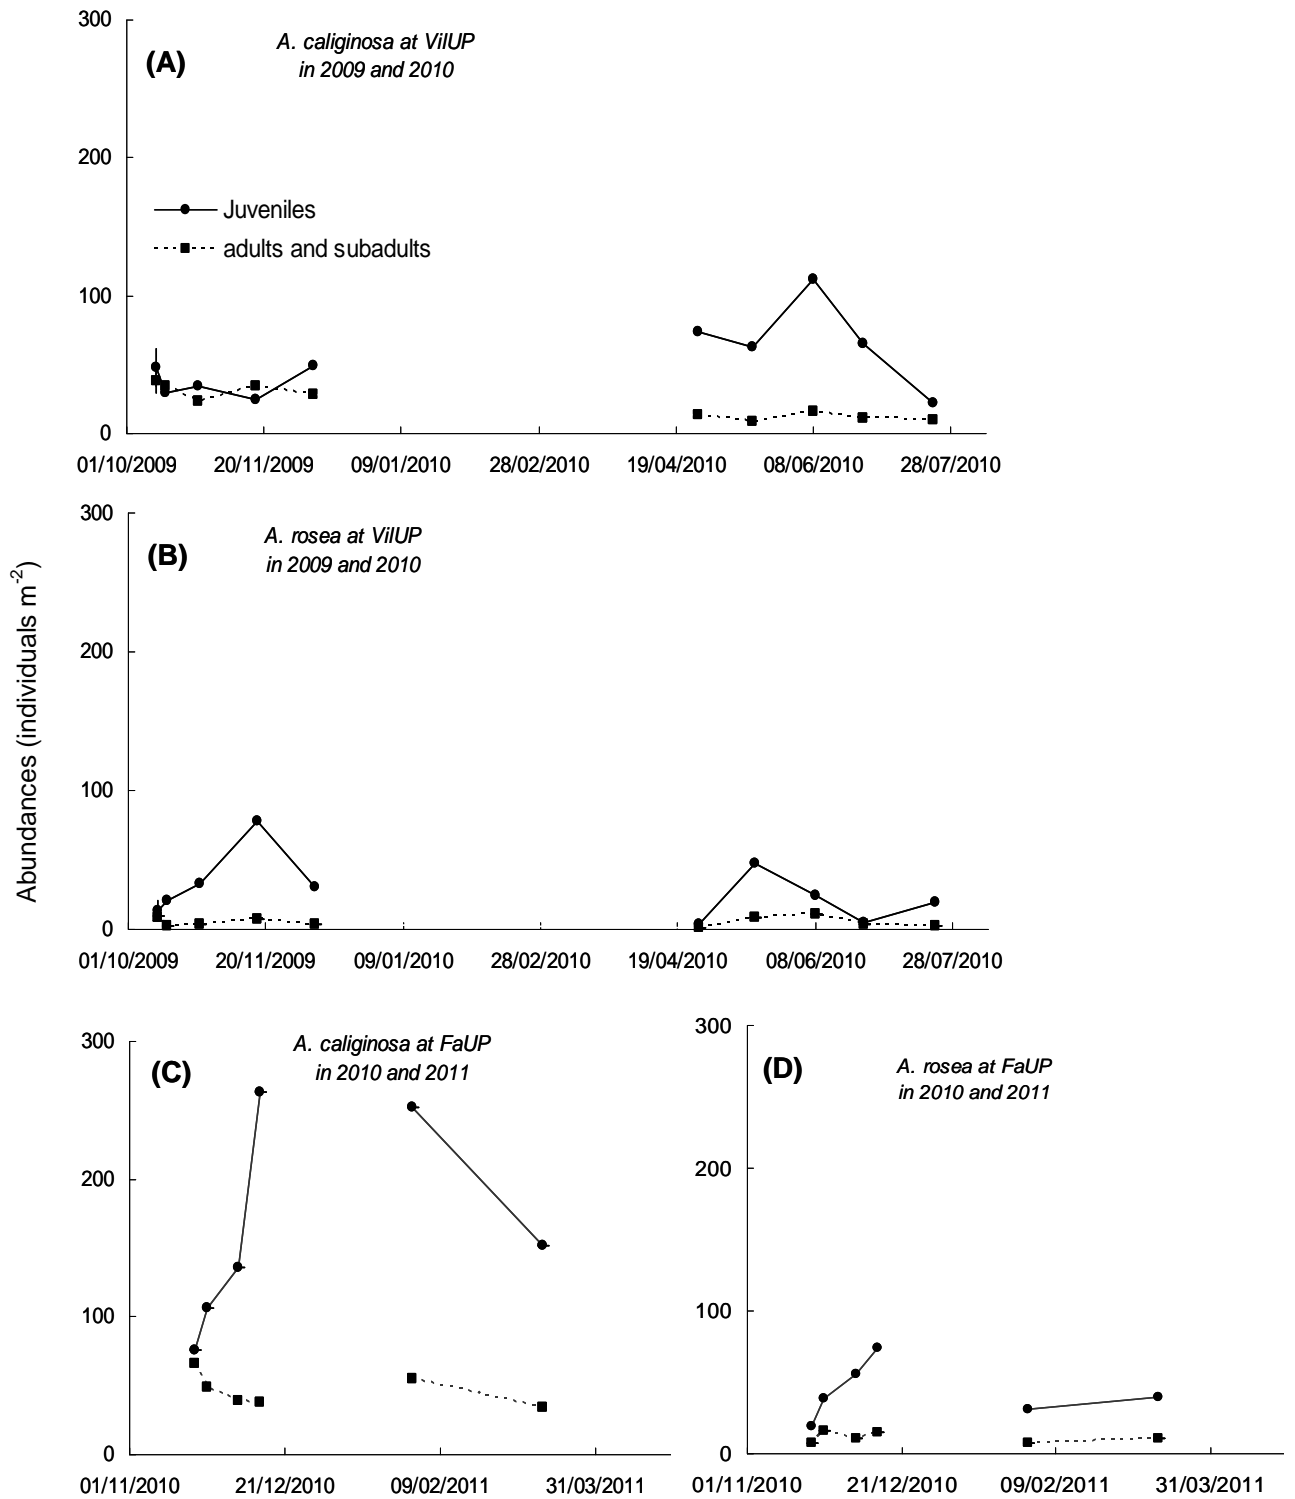 300
(A)
A. caliginosa at VilUP
in 2009 and 2010
200
Juveniles
adults and subadults
100
0
01/10/2009 20/11/2009 09/01/2010 28/02/2010 19/04/2010 08/06/2010 28/07/2010
Abundances (individuals m-2)
300
(B)
A. rosea at VilUP
in 2009 and 2010
200
100
0
01/10/2009 20/11/2009 09/01/2010 28/02/2010 19/04/2010 08/06/2010 28/07/2010
300
(C)
A. caliginosa at FaUP
in 2010 and 2011
200
100
0
01/11/2010 21/12/2010 09/02/2011 31/03/2011
300
(D)
A. rosea at FaUP
in 2010 and 2011
200
100
0
01/11/2010 21/12/2010 09/02/2011 31/03/2011